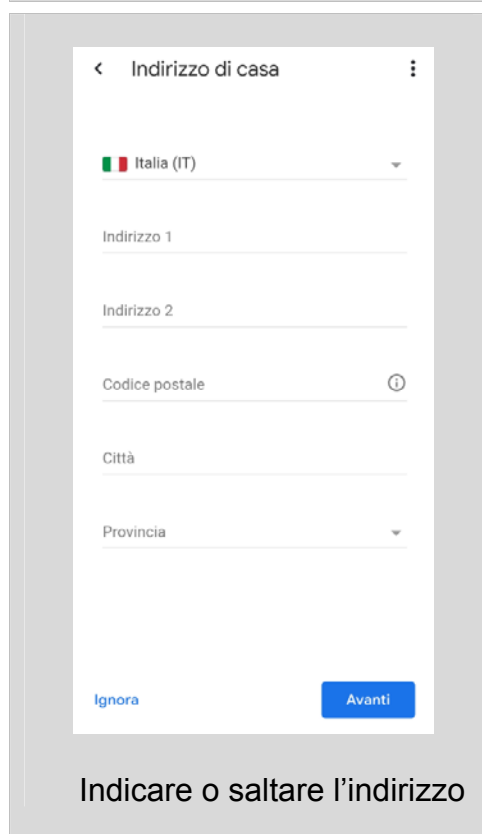 Indirizzo di casa
Italia (IT)
Indirizzo 1
Indirizzo 2
Codice postale
Città
Provincia
Ignora Avanti
Indicare o saltare l’indirizzo